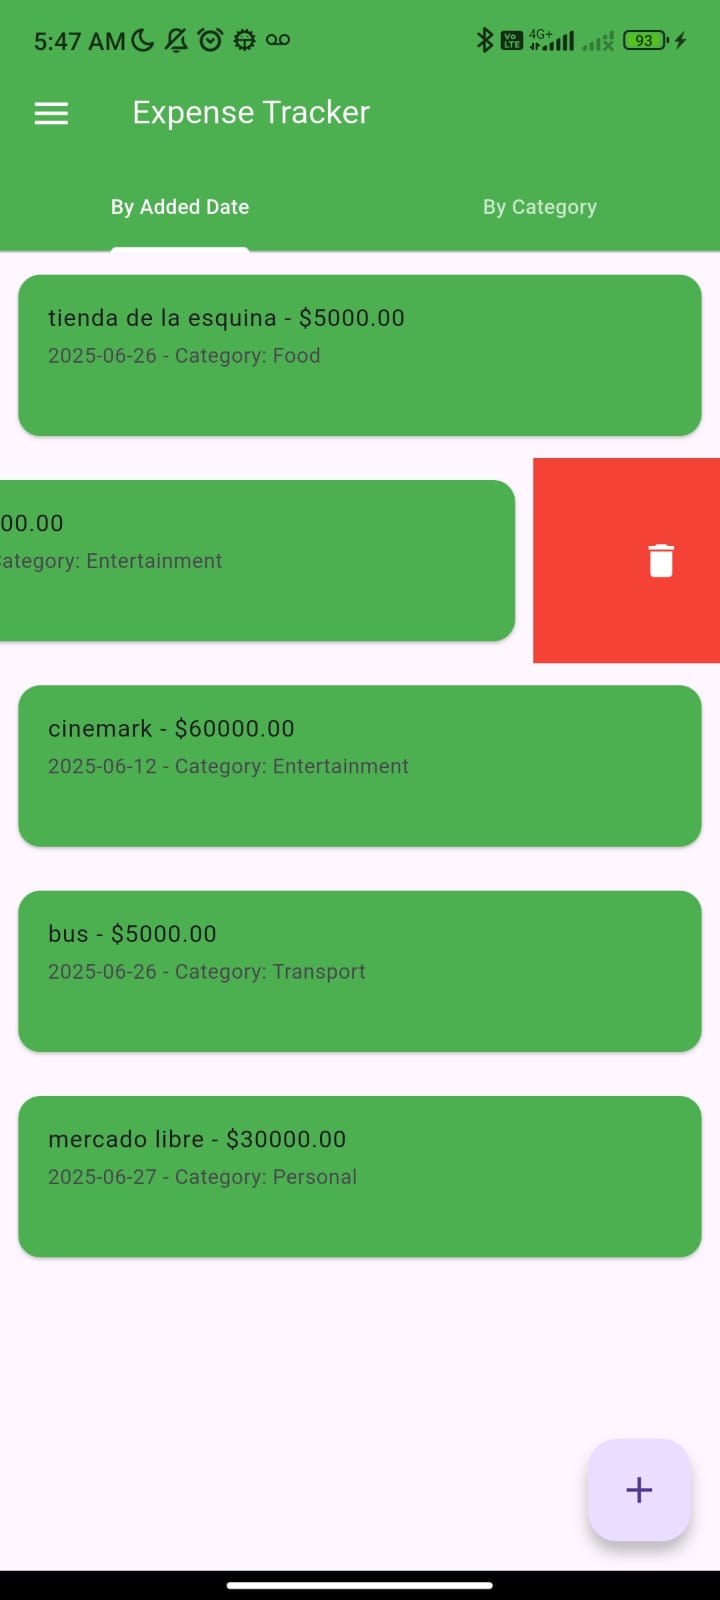 5:47 AM
Vo LTE 4G+ 93
Expense Tracker
By Added Date By Category
tienda de la esquina - $5000.00
2025-06-26 - Category: Food
00.00
ategory: Entertainment
cinemark - $60000.00
2025-06-12 - Category: Entertainment
bus - $5000.00
2025-06-26 - Category: Transport
mercado libre - $30000.00
2025-06-27 - Category: Personal